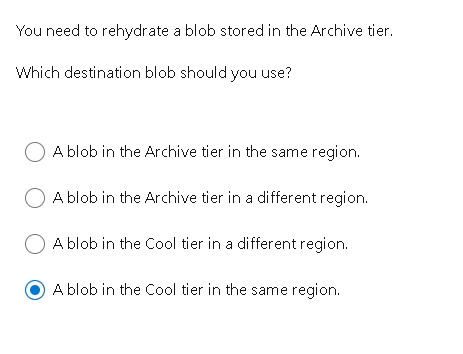 You need to rehydrate a blob stored in the Archive tier.
Which destination blob should you use?
A blob in the Archive tier in the same region.
A blob in the Archive tier in a different region.
A blob in the Cool tier in a different region.
A blob in the Cool tier in the same region.